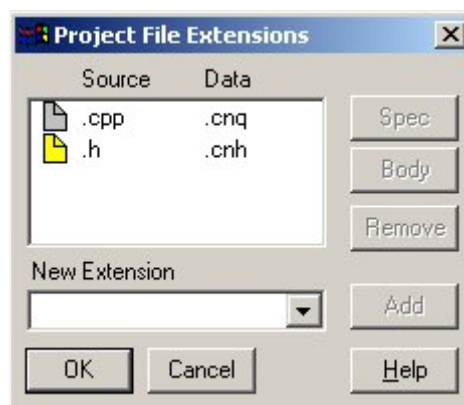 Project File Extensions
Source Data
.cpp .cnq
.h .cnh
Spec
Body
Remove
New Extension
Add
OK Cancel Help